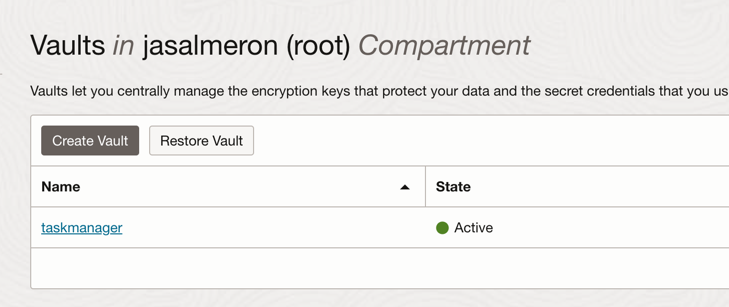 Vaults in jasalmeron (root) Compartment
Vaults let you centrally manage the encryption keys that protect your data and the secret credentials that you us
Create Vault Restore Vault
Name State
taskmanager Active